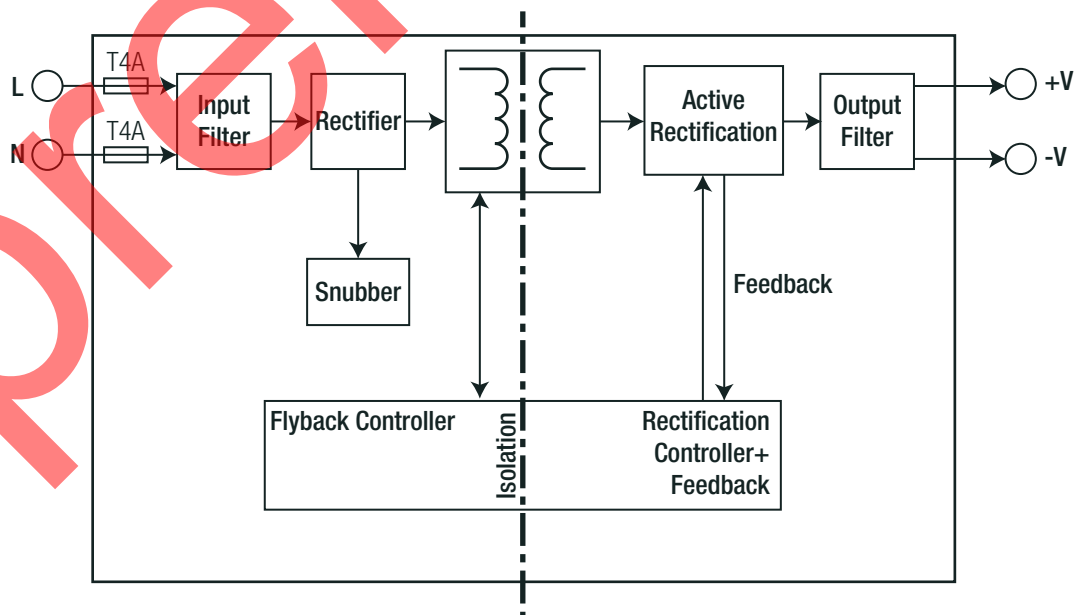 T4A
L
Input
Filter
Rectifier
T4A
N
Active
Rectification
Output
Filter
+V
-V
Snubber
Feedback
Flyback Controller
Isolation
Rectification
Controller+
Feedback